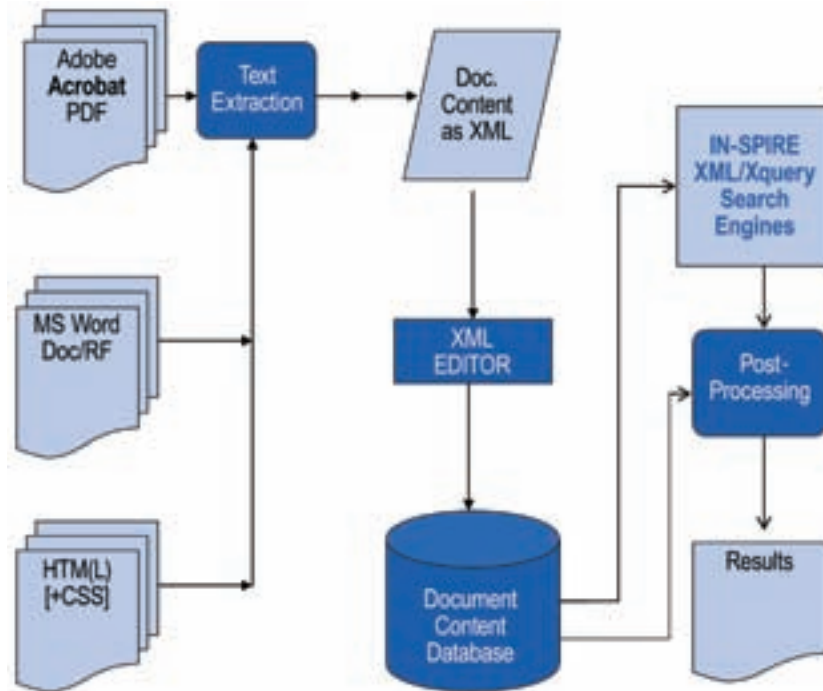 Adobe
Acrobat
PDF
Text
Extraction
Doc.
Content
as XML
IN-SPIRE
XML/Xquery
Search
Engines
MS Word
Doc/RF
XML
EDITOR
Post-
Processing
HTM(L)
[+CSS]
Document
Content
Database
Results